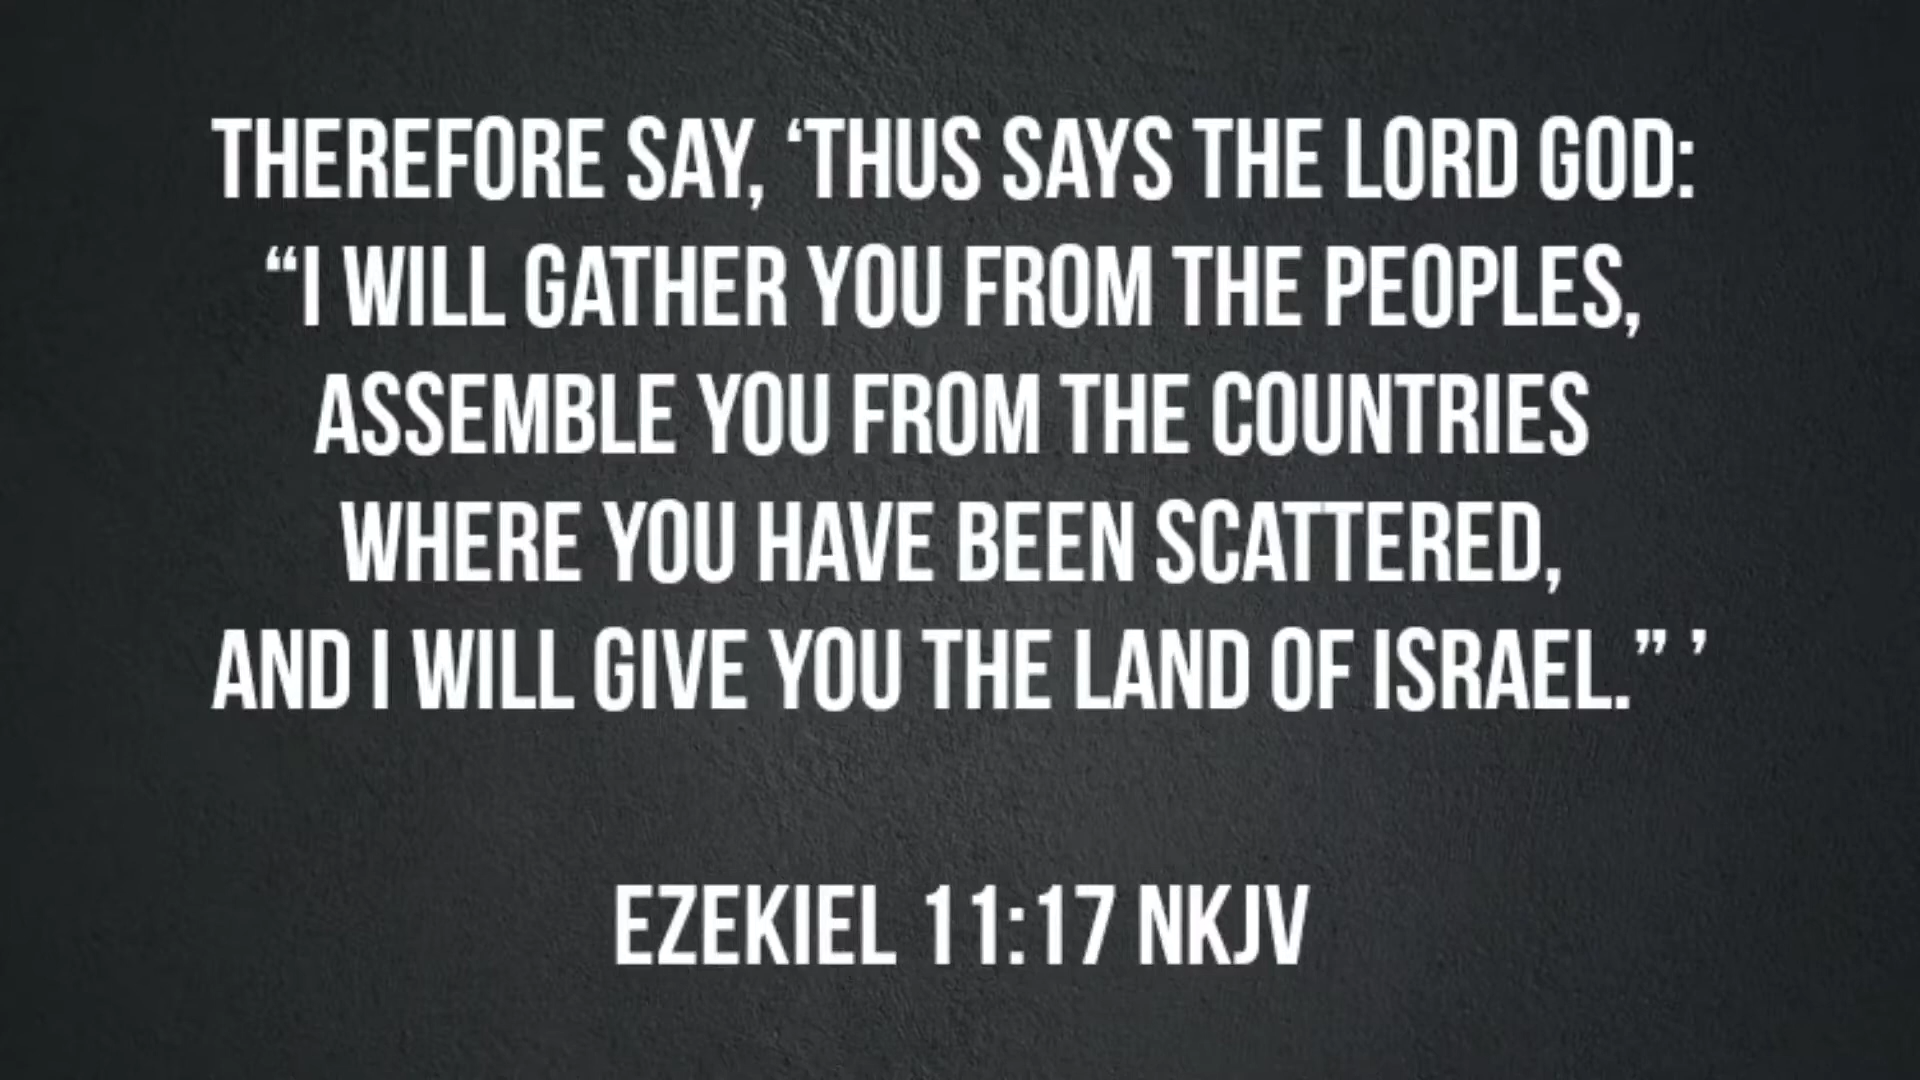 THEREFORE SAY, ‘THUS SAYS THE LORD GOD:
“I WILL GATHER YOU FROM THE PEOPLES,
ASSEMBLE YOU FROM THE COUNTRIES
WHERE YOU HAVE BEEN SCATTERED,
AND I WILL GIVE YOU THE LAND OF ISRAEL.” ’
EZEKIEL 11:17 NKJV